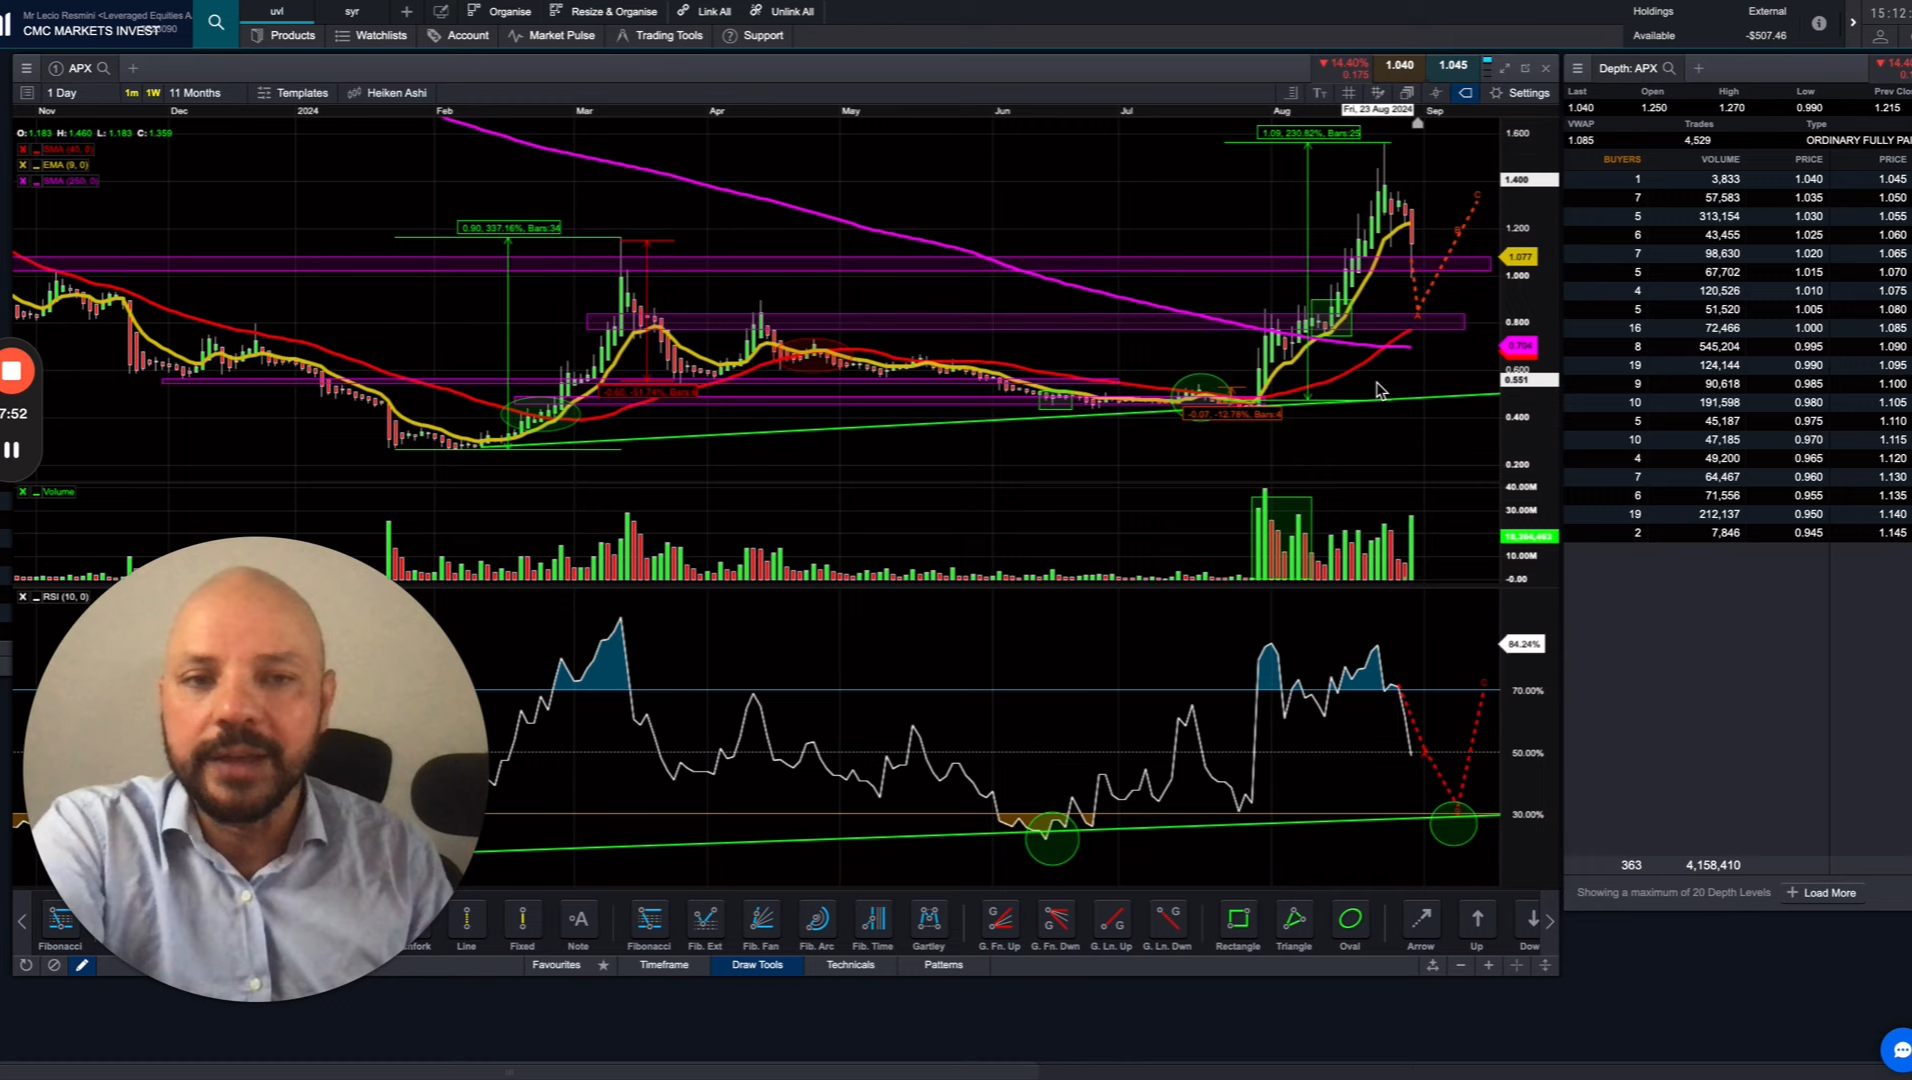 Mr Lecio Resmini <Leveraged Equities A.
CMC MARKETS INVEST
uvl
syr
Organise
Resize & Organise
Link All
Unlink All
Holdings
External
Available
-$507.46
15:12:
Products
Watchlists
Account
Market Pulse
Trading Tools
Support
APX
14.40%
0.175
1.040
1.045
1 Day
1m
1W
11 Months
Templates
Heiken Ashi
Settings
Nov
Dec
2024
Feb
Mar
Apr
May
Jun
Jul
Aug
Fri, 23 Aug 2024
Sep
O: 1.183 H: 1.460 L: 1.183 C: 1.359
SMA (40, 0)
EMA (9, 0)
SMA (250, 0)
1.09, 230.82%, Bars:25
0.90, 337.16%, Bars:34
-0.07, -12.78%, Bars:4
C
B
A
1.600
1.400
1.200
1.077
1.000
0.800
0.704
0.600
0.551
0.400
0.200
Volume
40.00M
30.00M
10.00M
-0.00
RSI (10, 0)
84.24%
70.00%
50.00%
30.00%
C
7:52
Fibonacci
Line
Fixed
Note
Fibonacci
Fib. Ext
Fib. Fan
Fib. Arc
Fib. Time
Gartley
G. Fn. Up
G. Fn. Dwn
G. Ln. Up
G. Ln. Dwn
Rectangle
Triangle
Oval
Arrow
Up
Dow
Favourites
Timeframe
Draw Tools
Technicals
Patterns
Depth: APX
14.4
0.1
Last Open High Low Prev Clo
1.040 1.250 1.270 0.990 1.215
VWAP Trades Type
1.085 4,529 ORDINARY FULLY PAI
BUYERS VOLUME PRICE PRICE
1 3,833 1.040 1.045
7 57,583 1.035 1.050
5 313,154 1.030 1.055
6 43,455 1.025 1.060
7 98,630 1.020 1.065
5 67,702 1.015 1.070
4 120,526 1.010 1.075
5 51,520 1.005 1.080
16 72,466 1.000 1.085
8 545,204 0.995 1.090
19 124,144 0.990 1.095
9 90,618 0.985 1.100
10 191,598 0.980 1.105
5 45,187 0.975 1.110
10 47,185 0.970 1.115
4 49,200 0.965 1.120
7 64,467 0.960 1.130
6 71,556 0.955 1.135
19 212,137 0.950 1.140
2 7,846 0.945 1.145
363 4,158,410
Showing a maximum of 20 Depth Levels
Load More